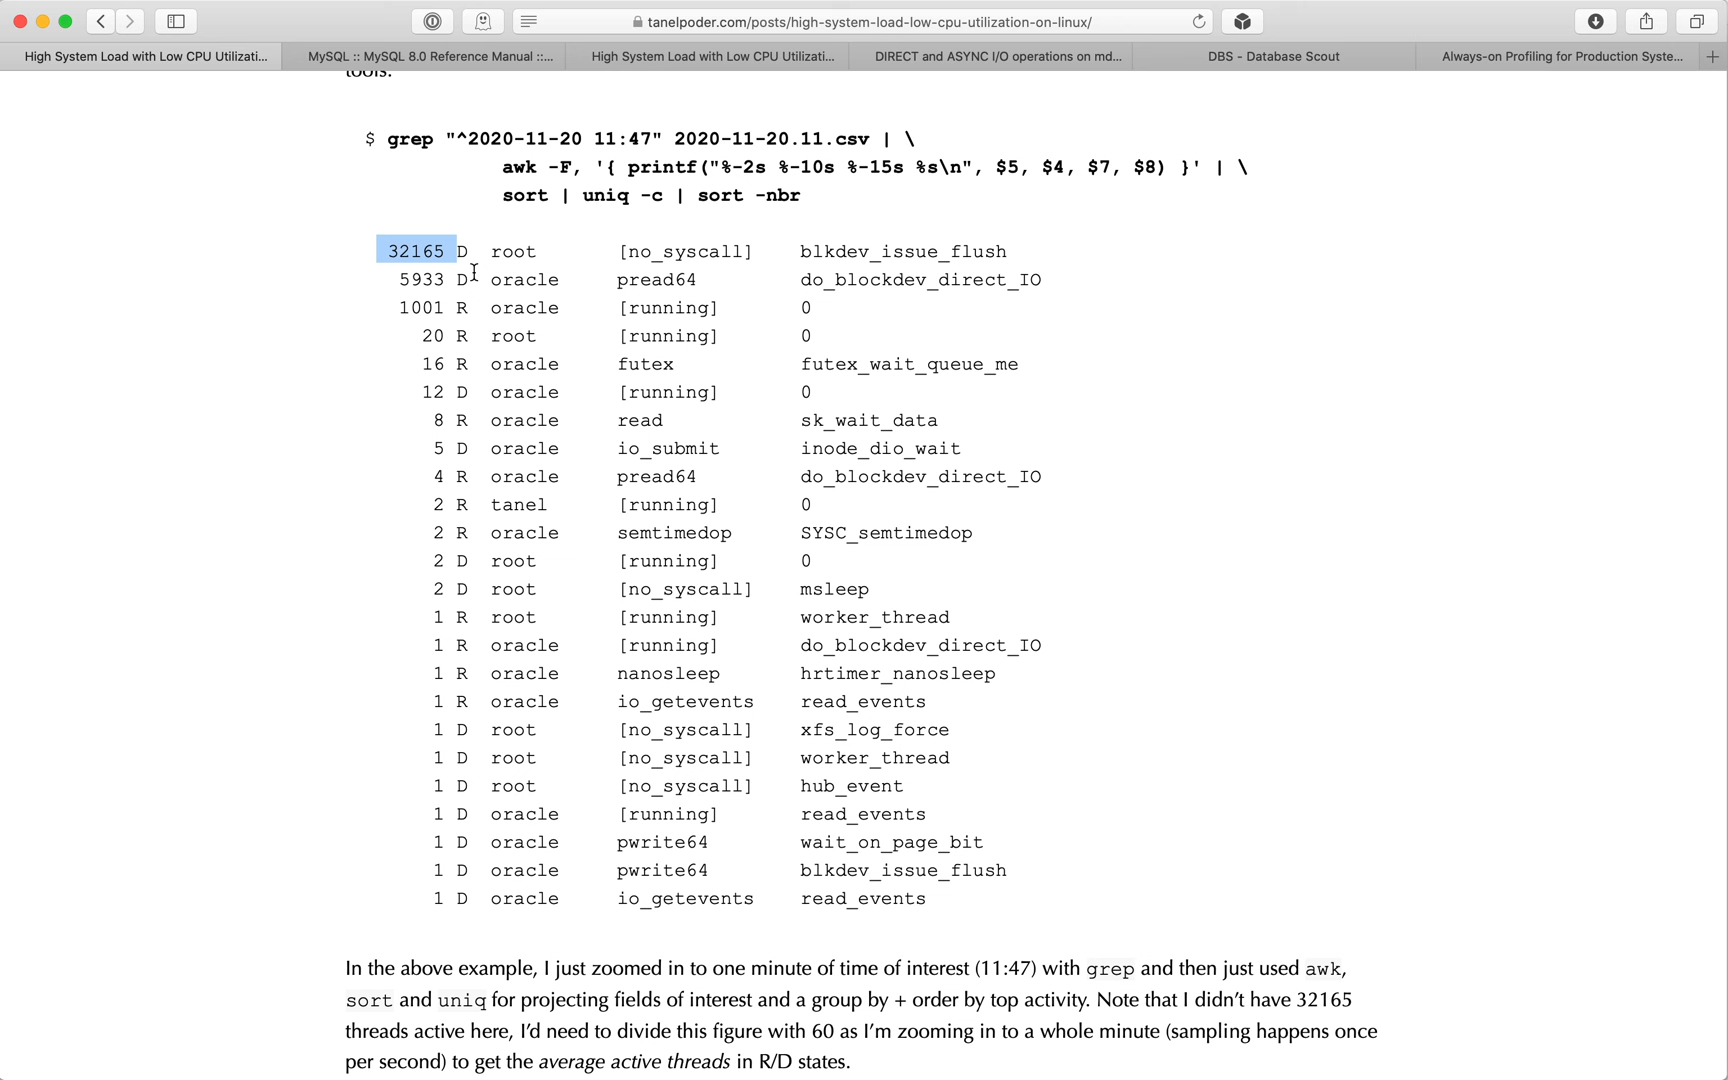 tanelpoder.com/posts/high-system-load-low-cpu-utilization-on-linux/
High System Load with Low CPU Utilizati...
MySQL :: MySQL 8.0 Reference Manual ::...
High System Load with Low CPU Utilizati...
DIRECT and ASYNC I/O operations on md...
DBS - Database Scout
Always-on Profiling for Production Syste...
tools.
$ grep "^2020-11-20 11:47" 2020-11-20.11.csv | \
awk -F, '{ printf("%-2s %-10s %-15s %s\n", $5, $4, $7, $8) }' | \
sort | uniq -c | sort -nbr
32165 D root [no_syscall] blkdev_issue_flush
5933 D oracle pread64 do_blockdev_direct_IO
1001 R oracle [running] 0
20 R root [running] 0
16 R oracle futex futex_wait_queue_me
12 D oracle [running] 0
8 R oracle read sk_wait_data
5 D oracle io_submit inode_dio_wait
4 R oracle pread64 do_blockdev_direct_IO
2 R tanel [running] 0
2 R oracle semtimedop SYSC_semtimedop
2 D root [running] 0
2 D root [no_syscall] msleep
1 R root [running] worker_thread
1 R oracle [running] do_blockdev_direct_IO
1 R oracle nanosleep hrtimer_nanosleep
1 R oracle io_getevents read_events
1 D root [no_syscall] xfs_log_force
1 D root [no_syscall] worker_thread
1 D root [no_syscall] hub_event
1 D oracle [running] read_events
1 D oracle pwrite64 wait_on_page_bit
1 D oracle pwrite64 blkdev_issue_flush
1 D oracle io_getevents read_events
In the above example, I just zoomed in to one minute of time of interest (11:47) with grep and then just used awk,
sort and uniq for projecting fields of interest and a group by + order by top activity. Note that I didn't have 32165
threads active here, I'd need to divide this figure with 60 as I'm zooming in to a whole minute (sampling happens once
per second) to get the average active threads in R/D states.